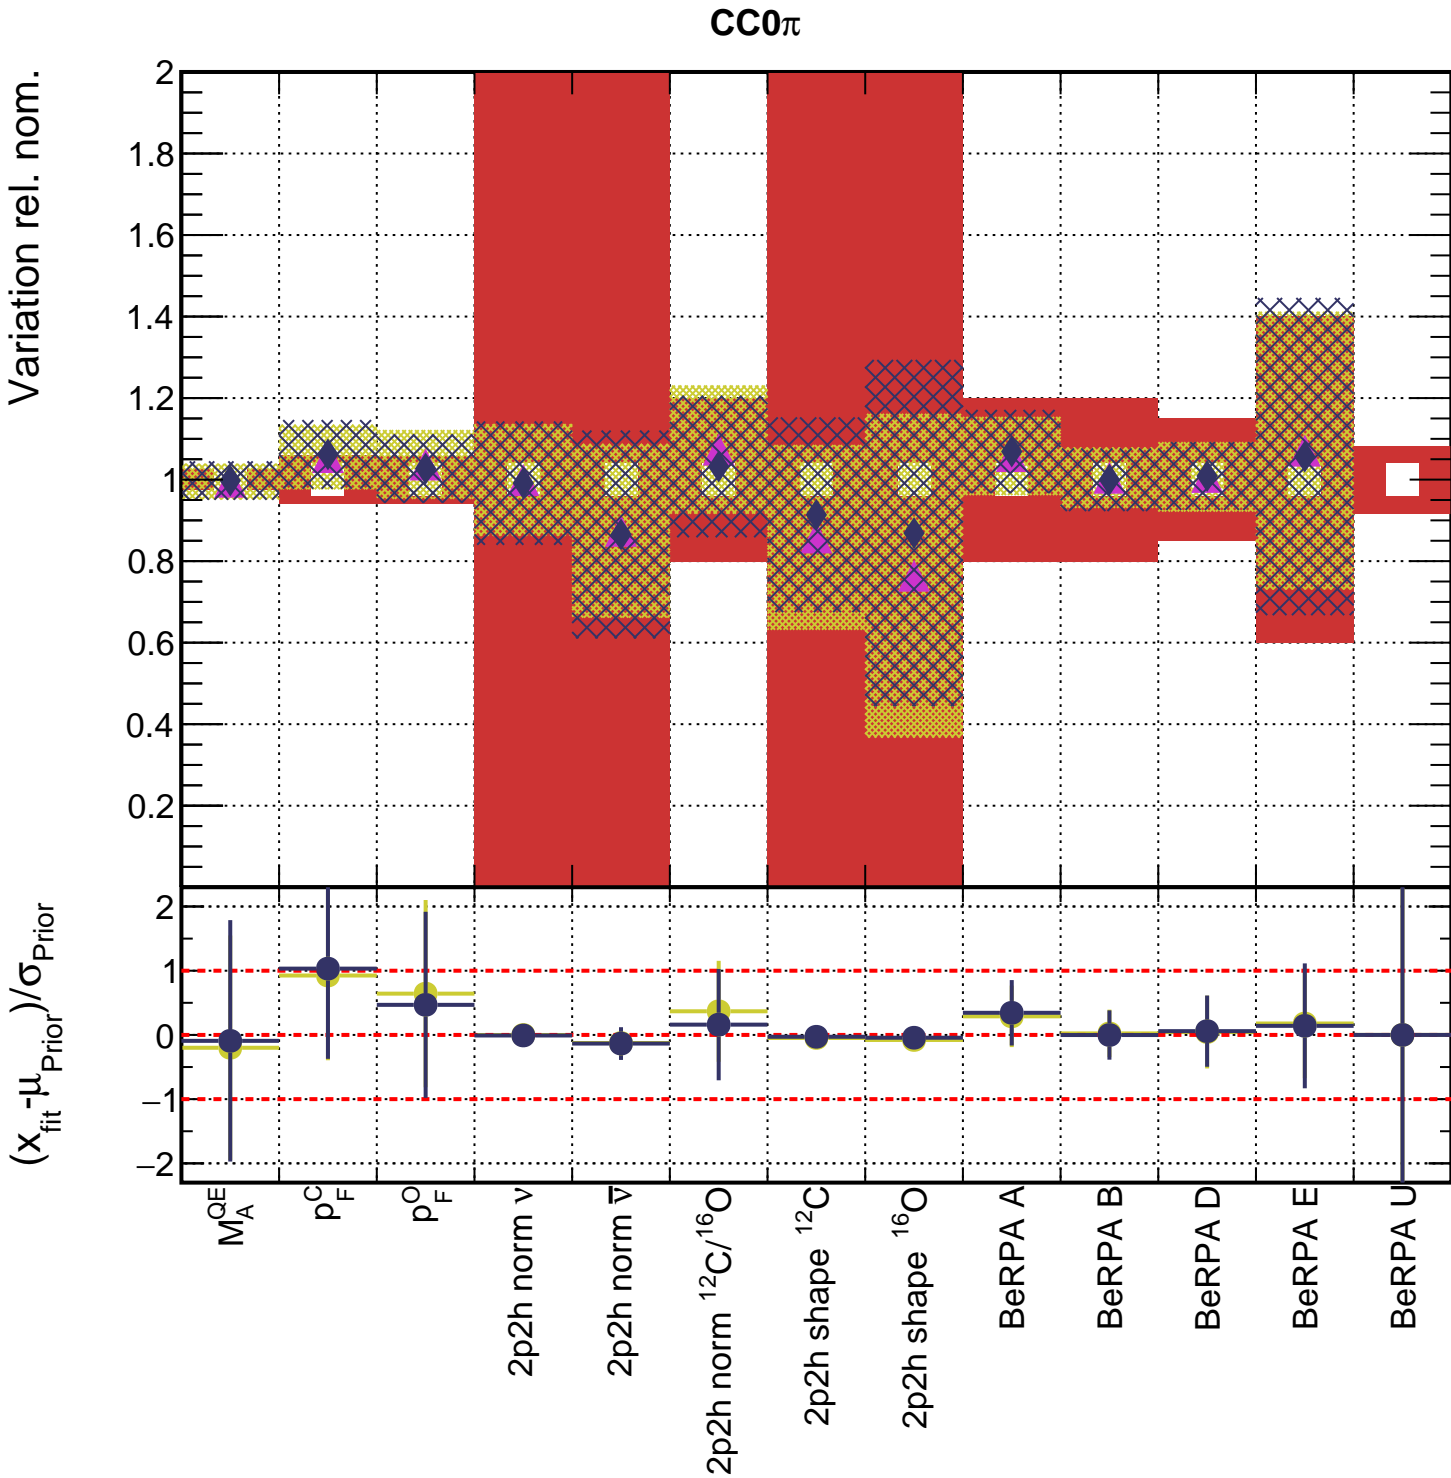 CC0π
Variation rel. nom.
2
1.8
1.6
1.4
1.2
1
0.8
0.6
0.4
0.2
(x_fit-μ_Prior)/σ_Prior
2
1
0
−1
−2
M_A^QE
p_F^C
p_F^O
2p2h norm ν
2p2h norm ν̅
2p2h norm ¹²C/¹⁶O
2p2h shape ¹²C
2p2h shape ¹⁶O
BeRPA A
BeRPA B
BeRPA D
BeRPA E
BeRPA U